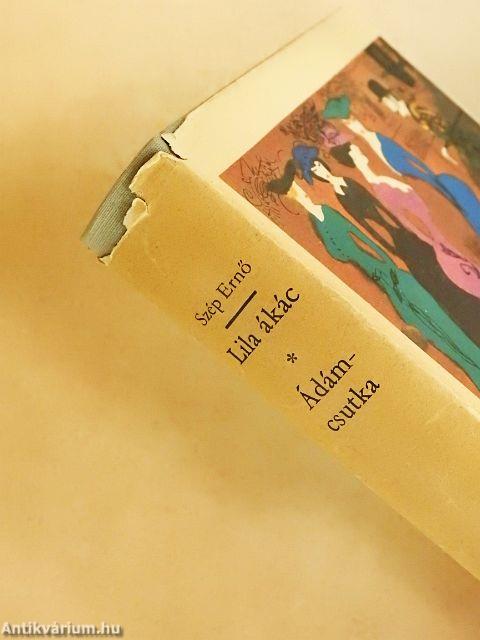 Szép Ernő
Lila ákác
*
Ádám-
csutka
Antikvárium.hu